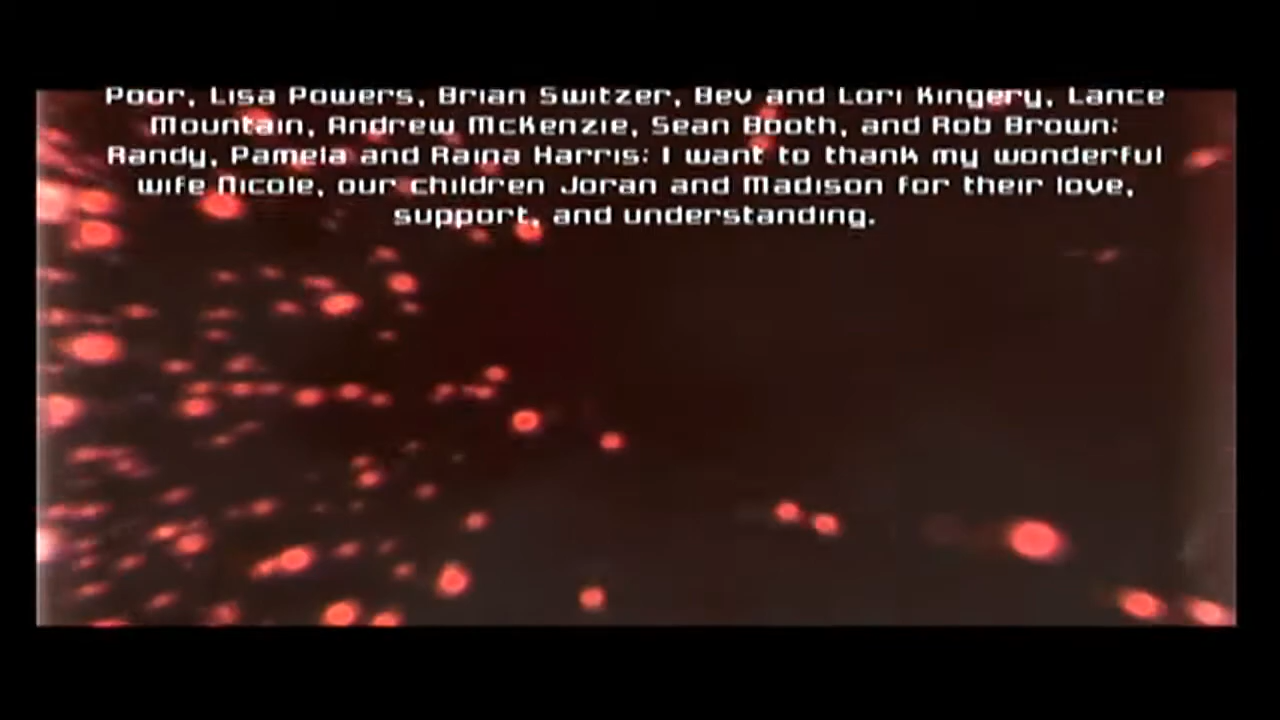 Poor, Lisa Powers, Brian Switzer, Bev and Lori Kingery, Lance
Mountain, Andrew McKenzie, Sean Booth, and Rob Brown:
Randy, Pamela and Raina Harris: I want to thank my wonderful
wife Nicole, our children Joran and Madison for their love,
support, and understanding.